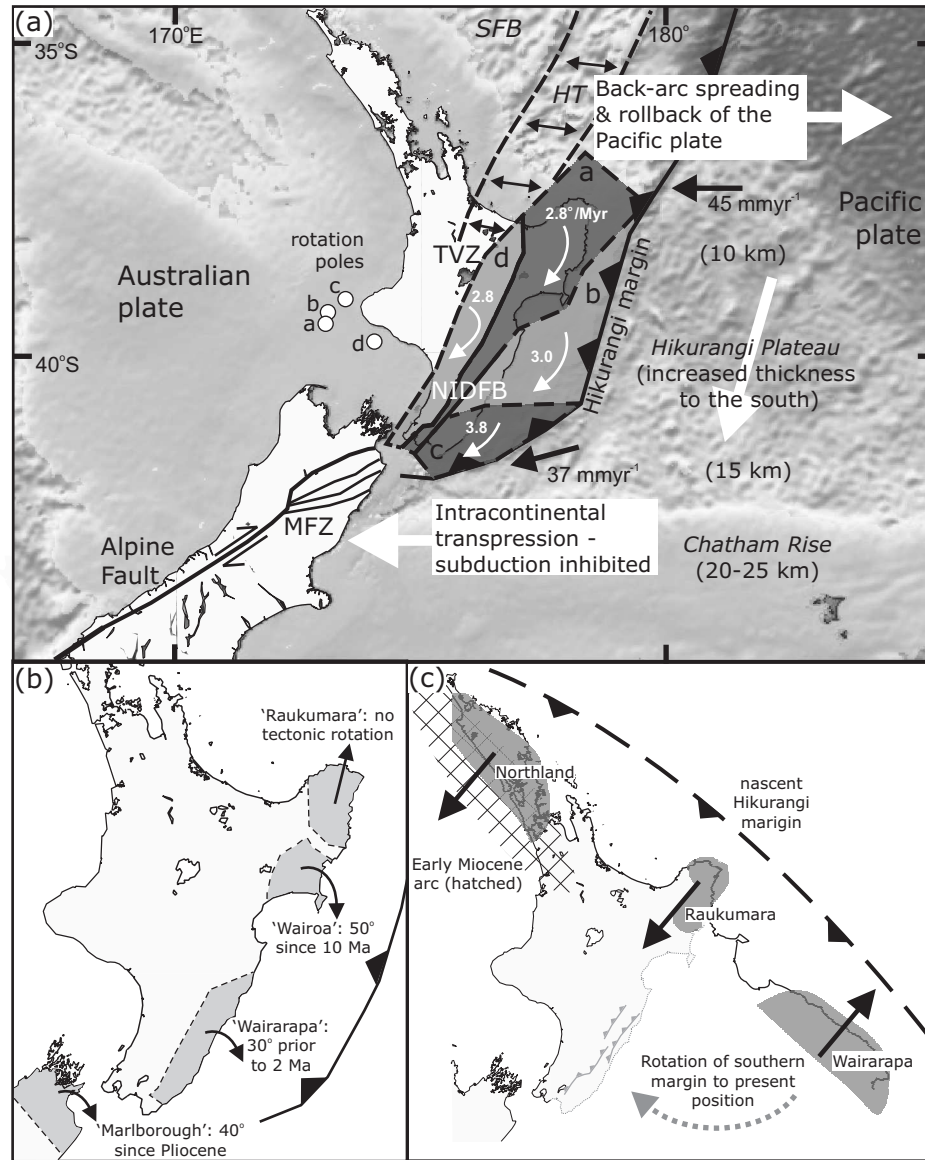 (a)
170°E
180°
35°S
40°S
SFB
HT
Back-arc spreading
& rollback of the
Pacific plate
a
2.8°/Myr
45 mmyr⁻¹
Pacific
plate
(10 km)
rotation
poles
c
b
a
d
Australian
plate
TVZ
d
b
2.8
3.0
Hikurangi margin
Hikurangi Plateau
(increased thickness
to the south)
NIDFB
3.8
c
37 mmyr⁻¹
(15 km)
MFZ
Intracontinental
transpression -
subduction inhibited
Alpine
Fault
Chatham Rise
(20-25 km)
(b)
'Raukumara': no
tectonic rotation
'Wairoa': 50°
since 10 Ma
'Wairarapa':
30° prior
to 2 Ma
'Marlborough': 40°
since Pliocene
(c)
Northland
nascent
Hikurangi
marigin
Early Miocene
arc (hatched)
Raukumara
Wairarapa
Rotation of southern
margin to present
position